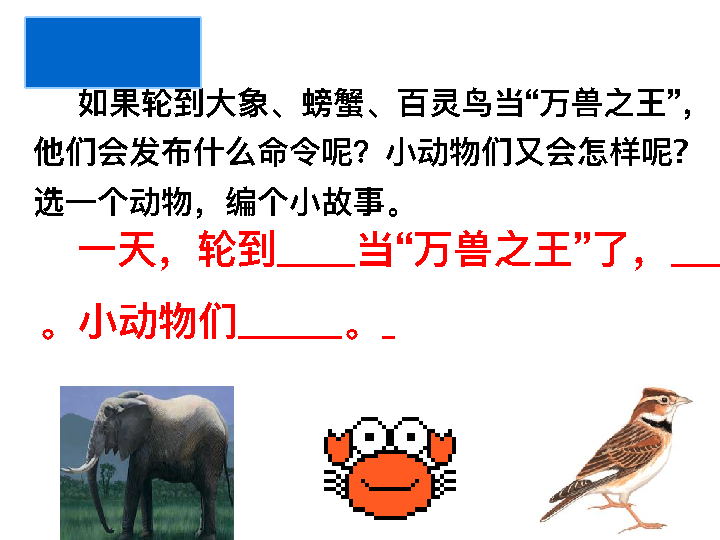 如果轮到大象、螃蟹、百灵鸟当“万兽之王”，
他们会发布什么命令呢？小动物们又会怎样呢？
选一个动物，编个小故事。
一天，轮到____当“万兽之王”了，___
。小动物们_____。_